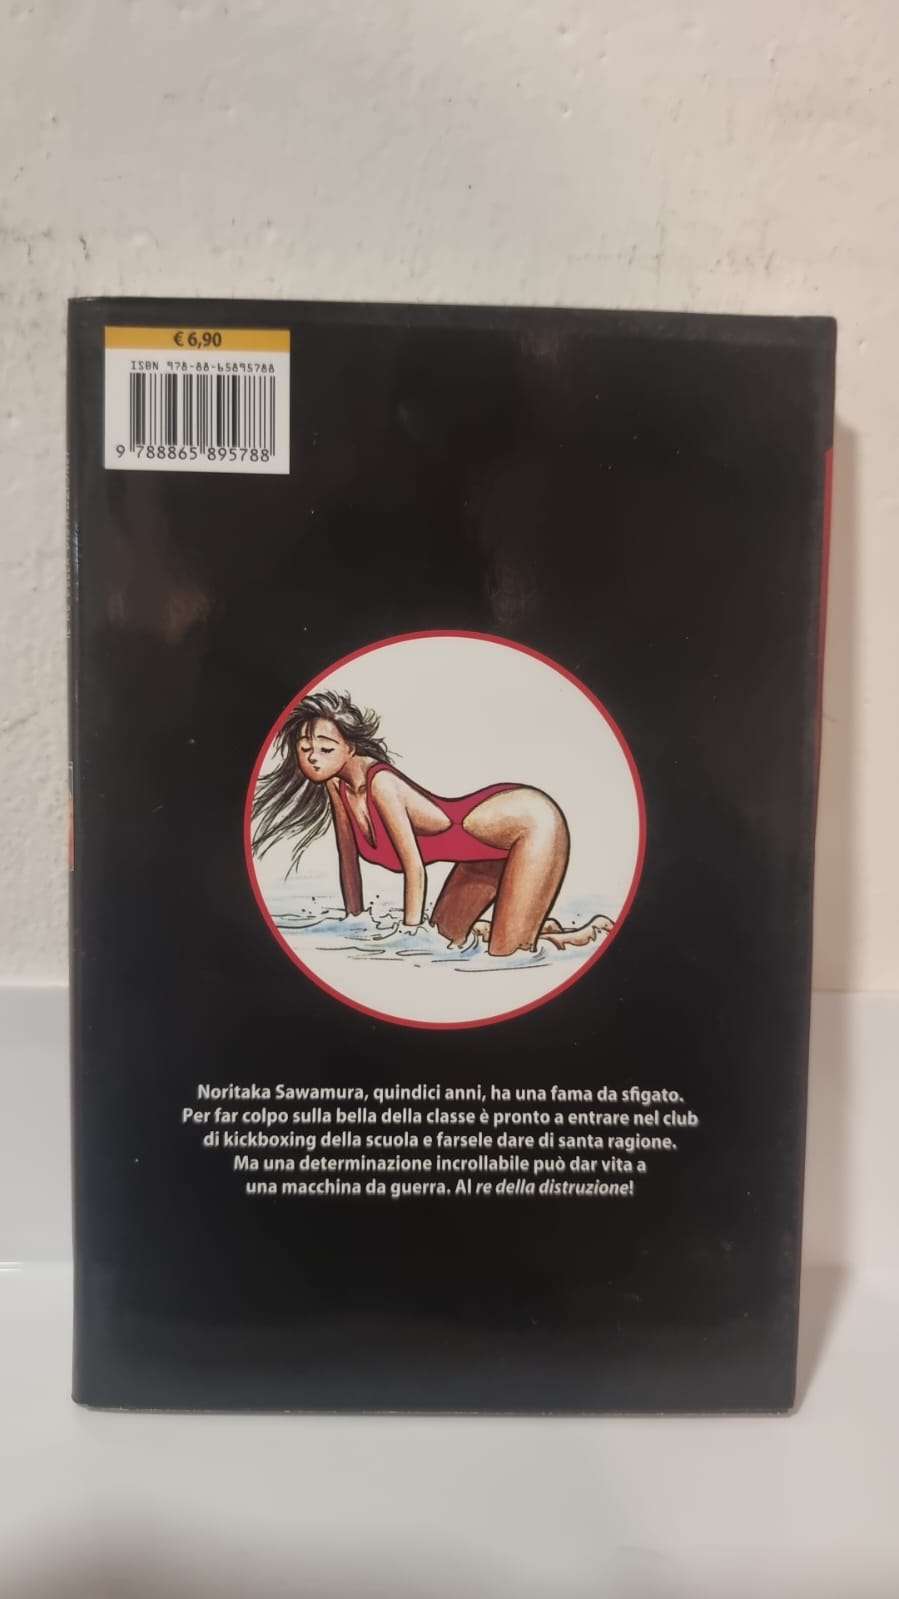 € 6,90
ISBN 978-88-65895788
9 788865 895788
Noritaka Sawamura, quindici anni, ha una fama da sfigato.
Per far colpo sulla bella della classe è pronto a entrare nel club
di kickboxing della scuola e farsele dare di santa ragione.
Ma una determinazione incrollabile può dar vita a
una macchina da guerra. Al re della distruzione!